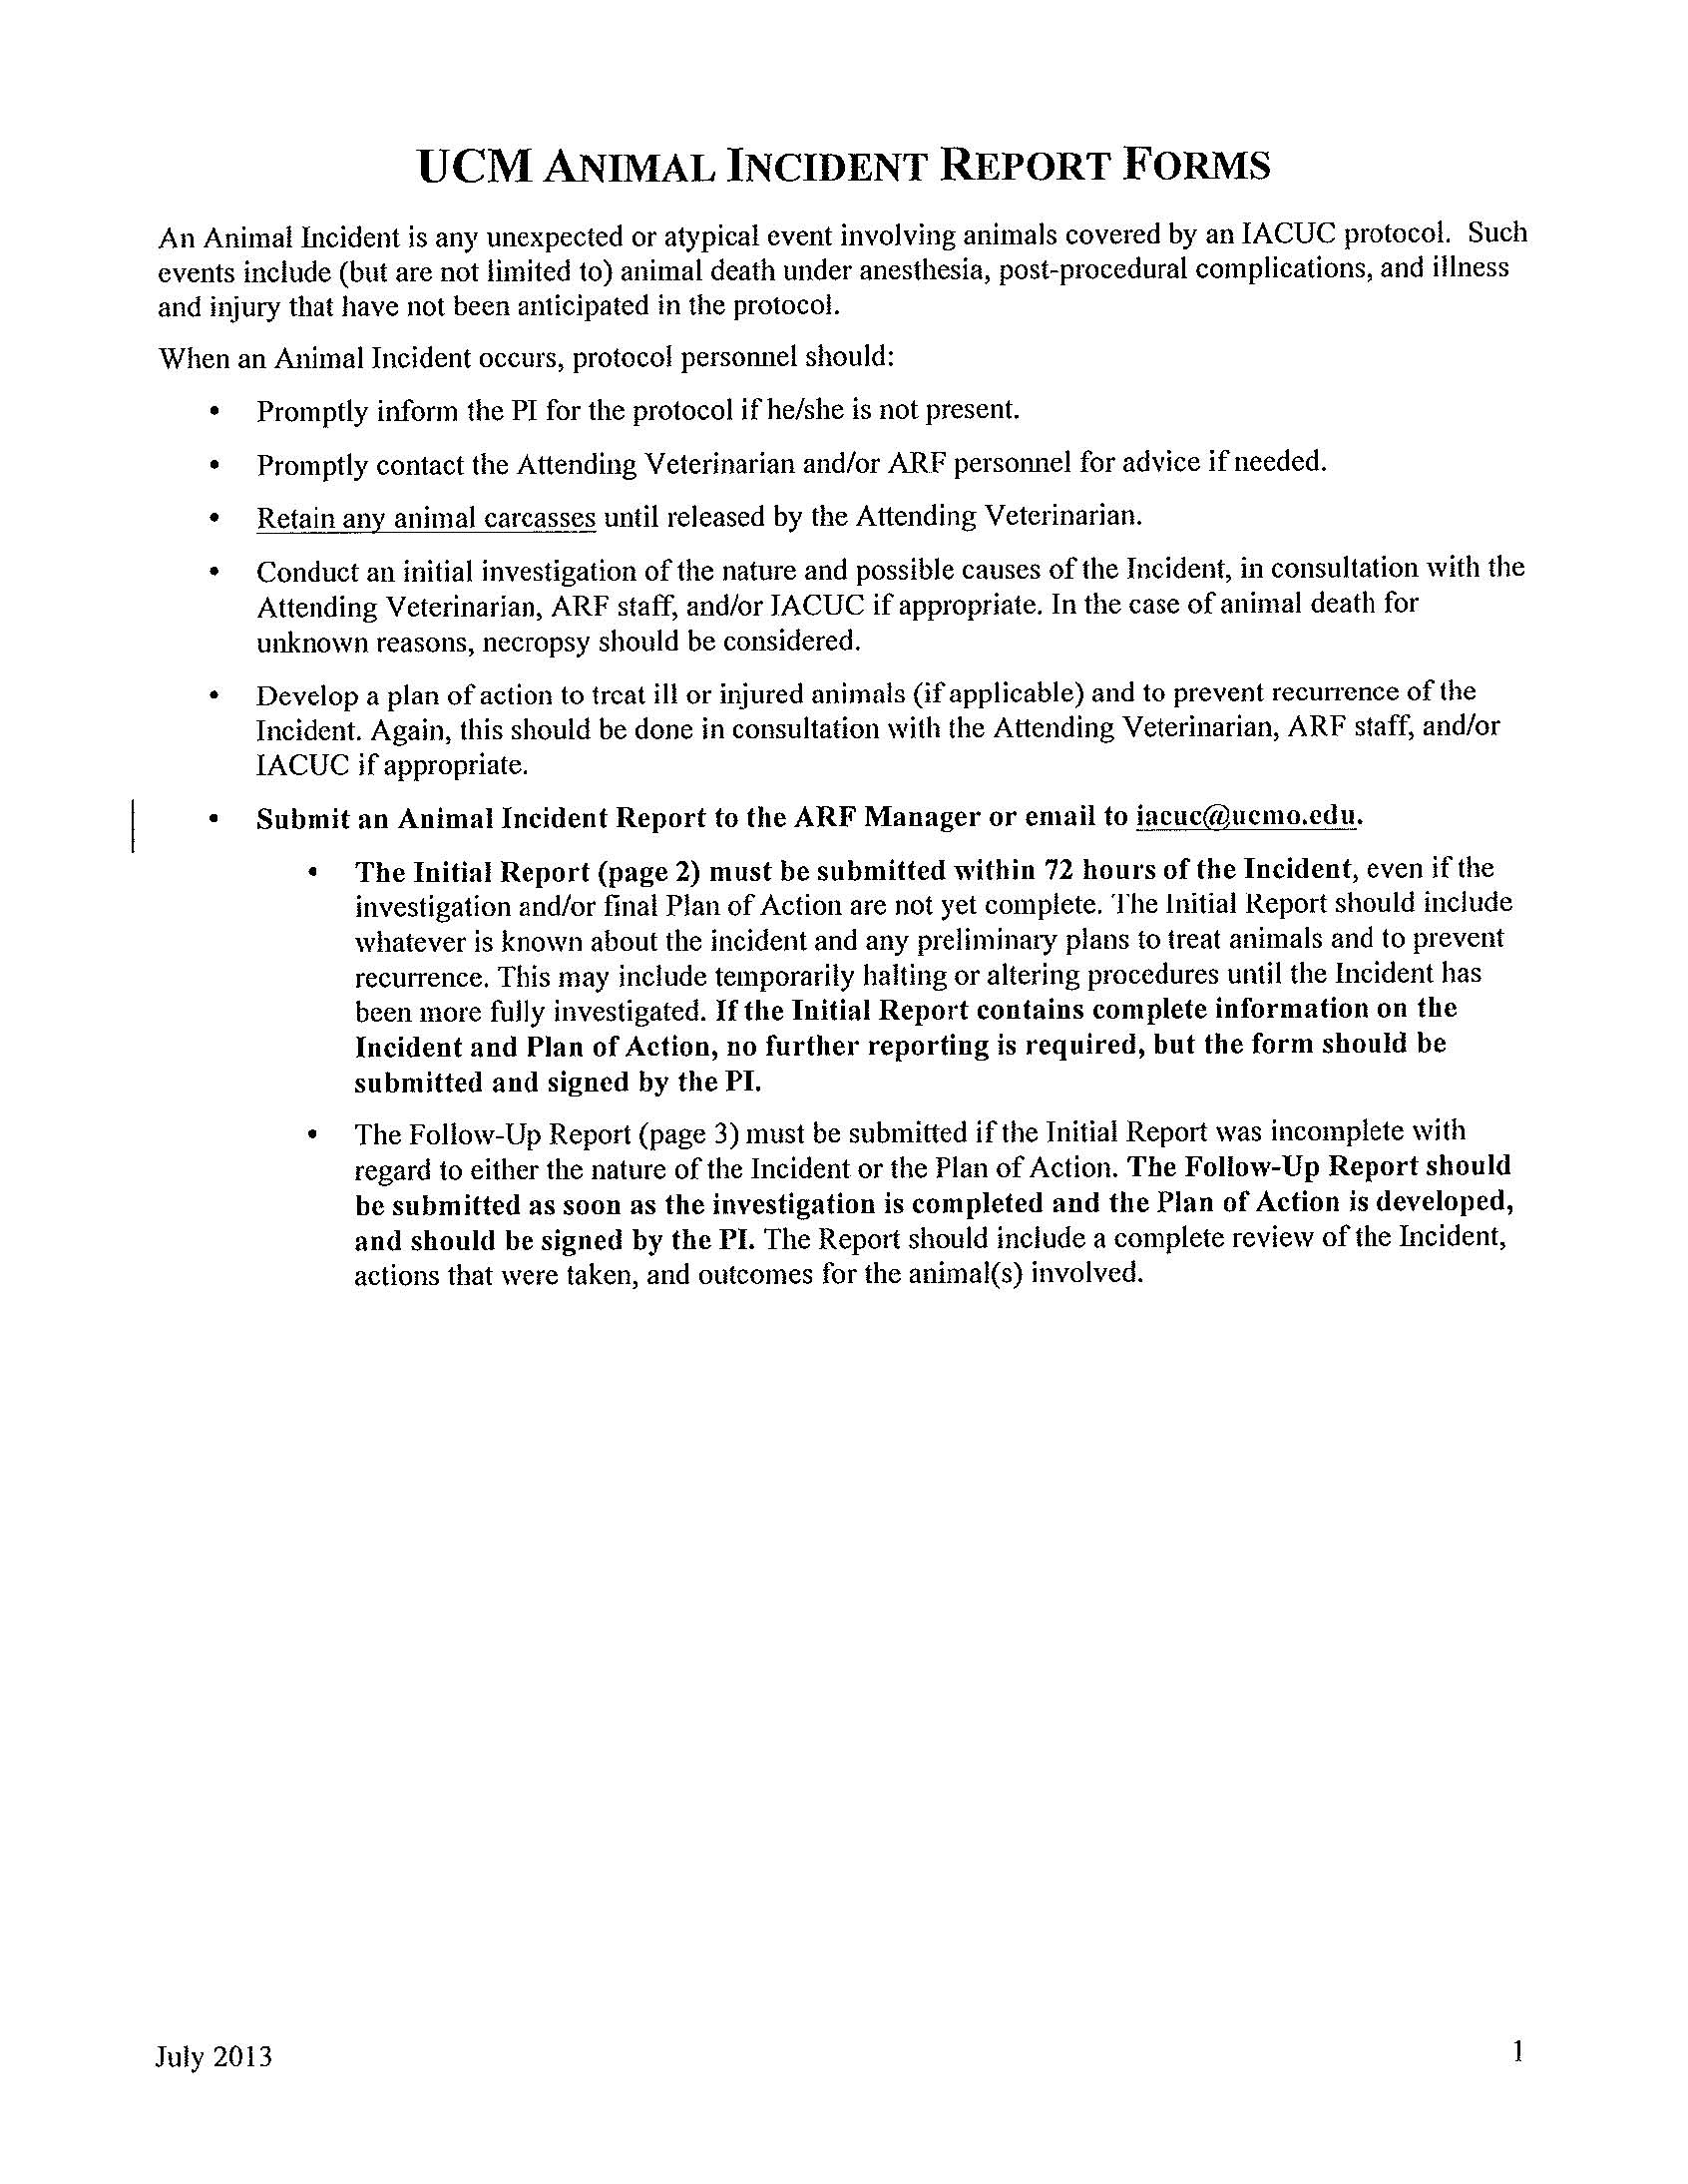 UCM ANIMAL INCIDENT REPORT FORMS
An Animal Incident is any unexpected or atypical event involving animals covered by an IACUC protocol. Such
events include (but are not limited to) animal death under anesthesia, post-procedural complications, and illness
and injury that have not been anticipated in the protocol.
When an Animal Incident occurs, protocol personnel should:
• Promptly inform the PI for the protocol if he/she is not present.
• Promptly contact the Attending Veterinarian and/or ARF personnel for advice if needed.
• Retain any animal carcasses until released by the Attending Veterinarian.
• Conduct an initial investigation of the nature and possible causes of the Incident, in consultation with the
Attending Veterinarian, ARF staff, and/or IACUC if appropriate. In the case of animal death for
unknown reasons, necropsy should be considered.
• Develop a plan of action to treat ill or injured animals (if applicable) and to prevent recurrence of the
Incident. Again, this should be done in consultation with the Attending Veterinarian, ARF staff, and/or
IACUC if appropriate.
• Submit an Animal Incident Report to the ARF Manager or email to iacuc@ucmo.edu.
• The Initial Report (page 2) must be submitted within 72 hours of the Incident, even if the
investigation and/or final Plan of Action are not yet complete. The Initial Report should include
whatever is known about the incident and any preliminary plans to treat animals and to prevent
recurrence. This may include temporarily halting or altering procedures until the Incident has
been more fully investigated. If the Initial Report contains complete information on the
Incident and Plan of Action, no further reporting is required, but the form should be
submitted and signed by the PI.
• The Follow-Up Report (page 3) must be submitted if the Initial Report was incomplete with
regard to either the nature of the Incident or the Plan of Action. The Follow-Up Report should
be submitted as soon as the investigation is completed and the Plan of Action is developed,
and should be signed by the PI. The Report should include a complete review of the Incident,
actions that were taken, and outcomes for the animal(s) involved.
July 2013
1